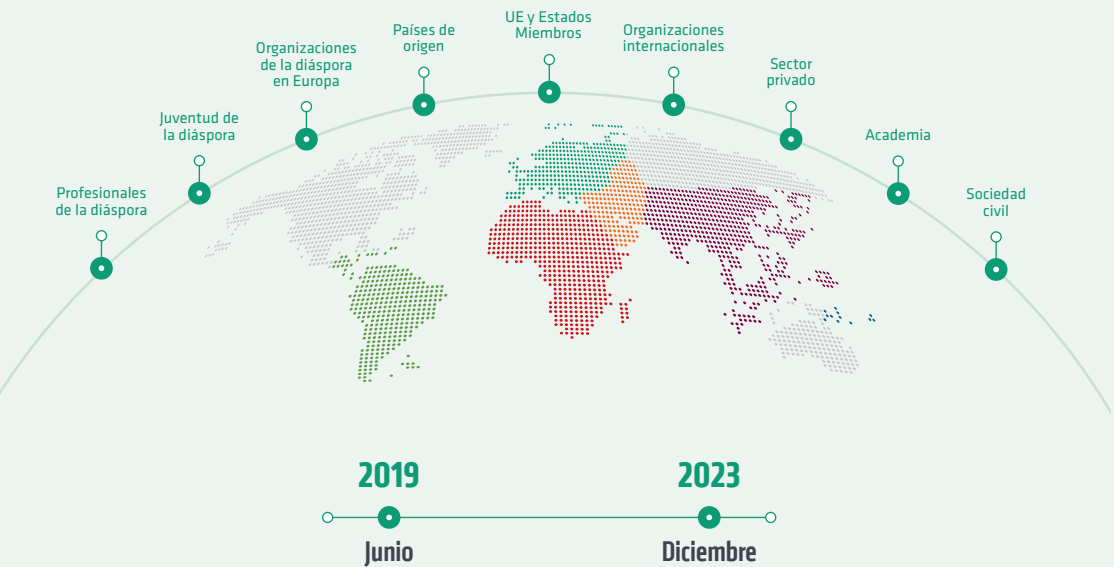 Profesionales
de la diáspora
Juventud de
la diáspora
Organizaciones
de la diáspora
en Europa
Países de
origen
UE y Estados
Miembros
Organizaciones
internacionales
Sector
privado
Academia
Sociedad
civil
2019
2023
Junio
Diciembre